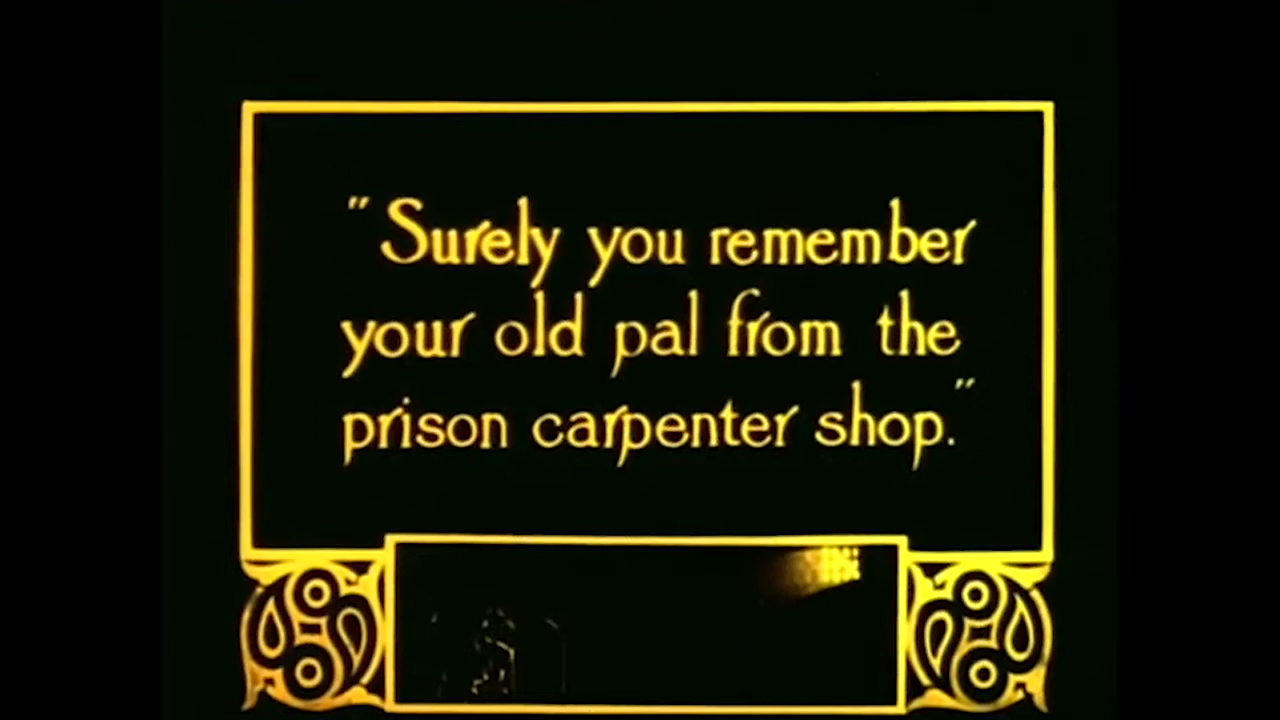 "Surely you remember
your old pal from the
prison carpenter shop."